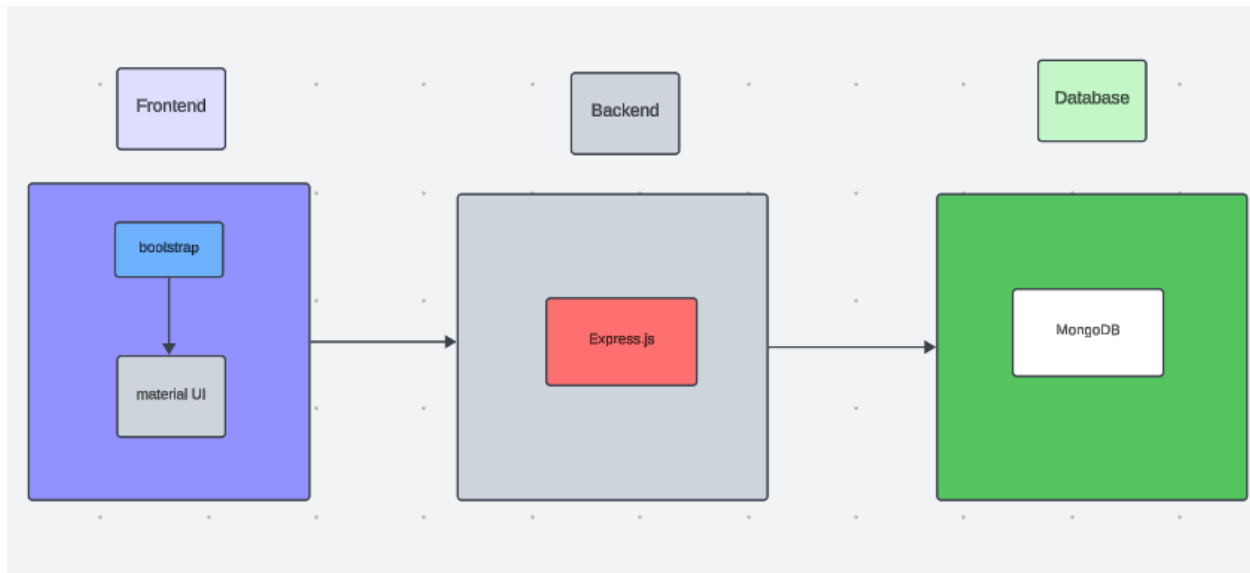 Frontend
Backend
Database
bootstrap
material UI
Express.js
MongoDB